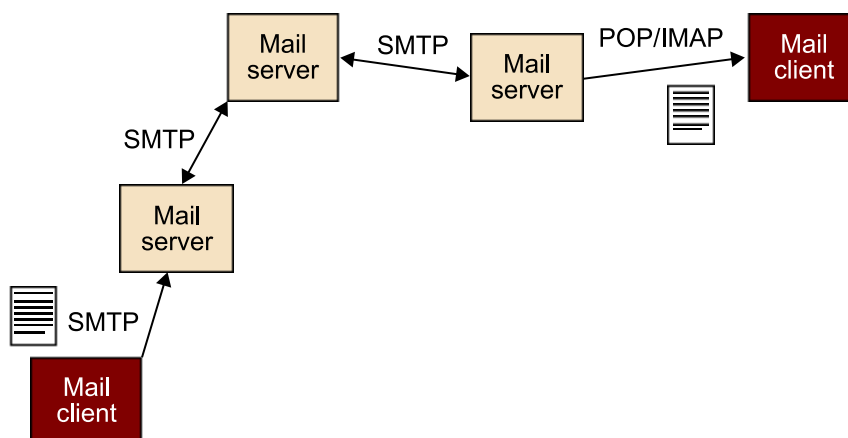 Mail
server
SMTP
Mail
server
POP/IMAP
Mail
client
SMTP
Mail
server
SMTP
Mail
client